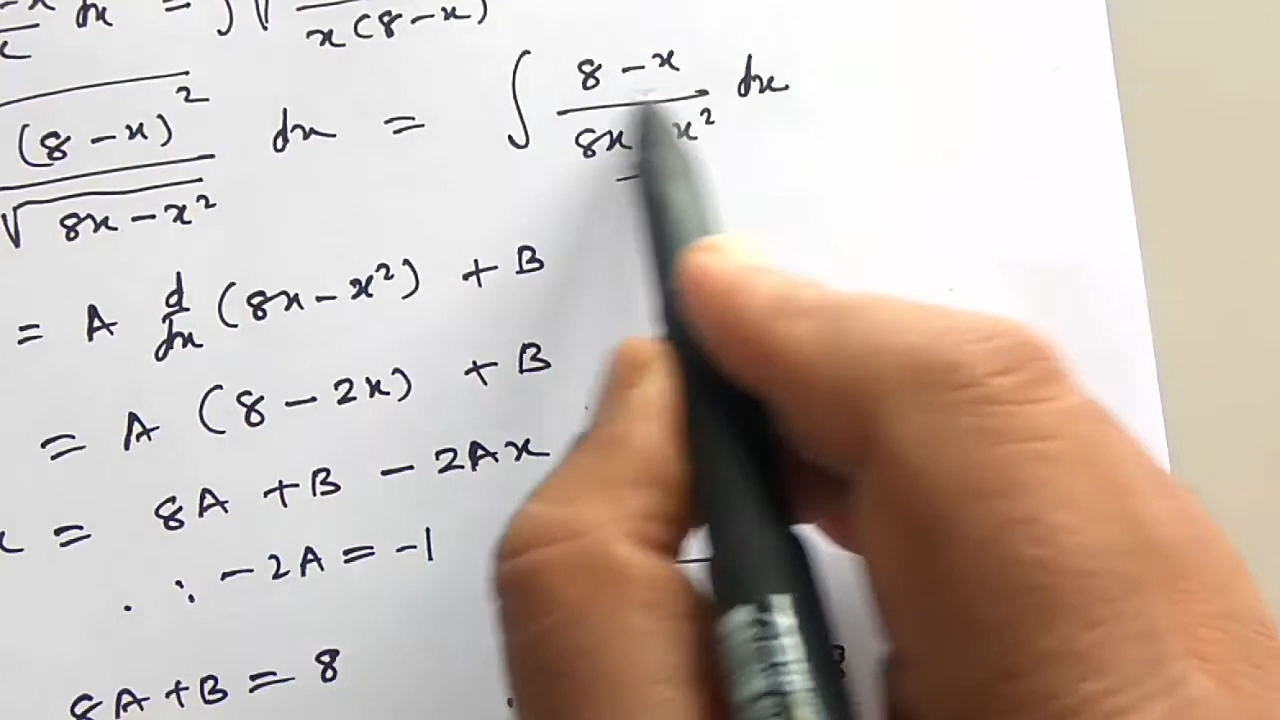 dx = ∫√ x(8-x)
√(8-x)² / √8x-x² dx = ∫ 8-x / 8x x² dx
= A d/dx (8x-x²) + B
= A (8-2x) + B
= 8A + B - 2Ax
∴ -2A = -1
8A + B = 8